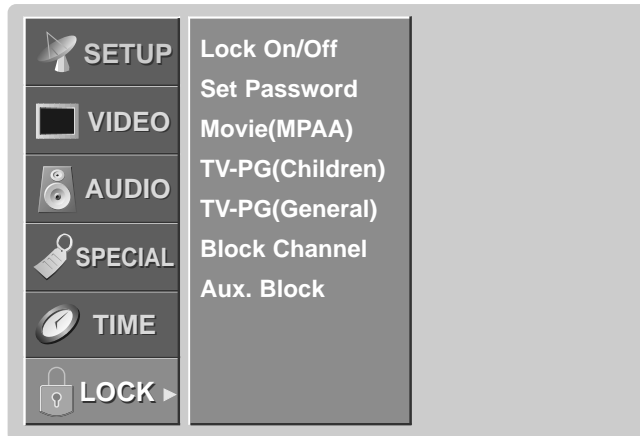 SETUP
VIDEO
AUDIO
SPECIAL
TIME
LOCK
Lock On/Off
Set Password
Movie(MPAA)
TV-PG(Children)
TV-PG(General)
Block Channel
Aux. Block